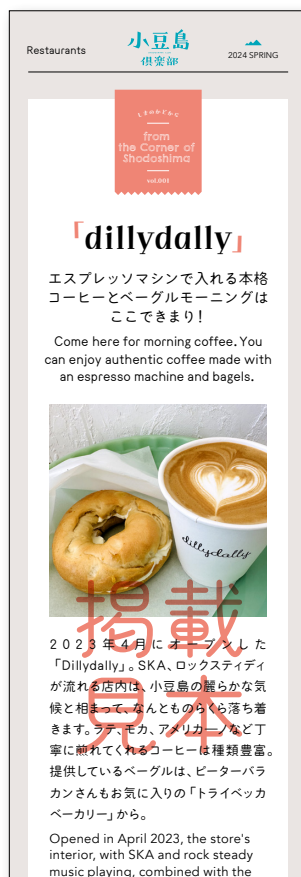 Restaurants
小豆島
倶楽部
2024 SPRING
しまのかどから
from
the Corner of
Shodoshima
vol.001
「dillydally」
エスプレッソマシンで入れる本格
コーヒーとベーグルモーニングは
ここできまり!
Come here for morning coffee. You
can enjoy authentic coffee made with
an espresso machine and bagels.
dillydally
掲載
見本
2023年4月にオープンした
「Dillydally」。SKA、ロックスティディ
が流れる店内は、小豆島の麗らかな気
候と相まって、なんとものらくら落ち着
きます。ラテ、モカ、アメリカーノなど丁
寧に煎れてくれるコーヒーは種類豊富。
提供しているベーグルは、ピーターバラ
カンさんもお気に入りの「トライベッカ
ベーカリー」から。
Opened in April 2023, the store's
interior, with SKA and rock steady
music playing, combined with the